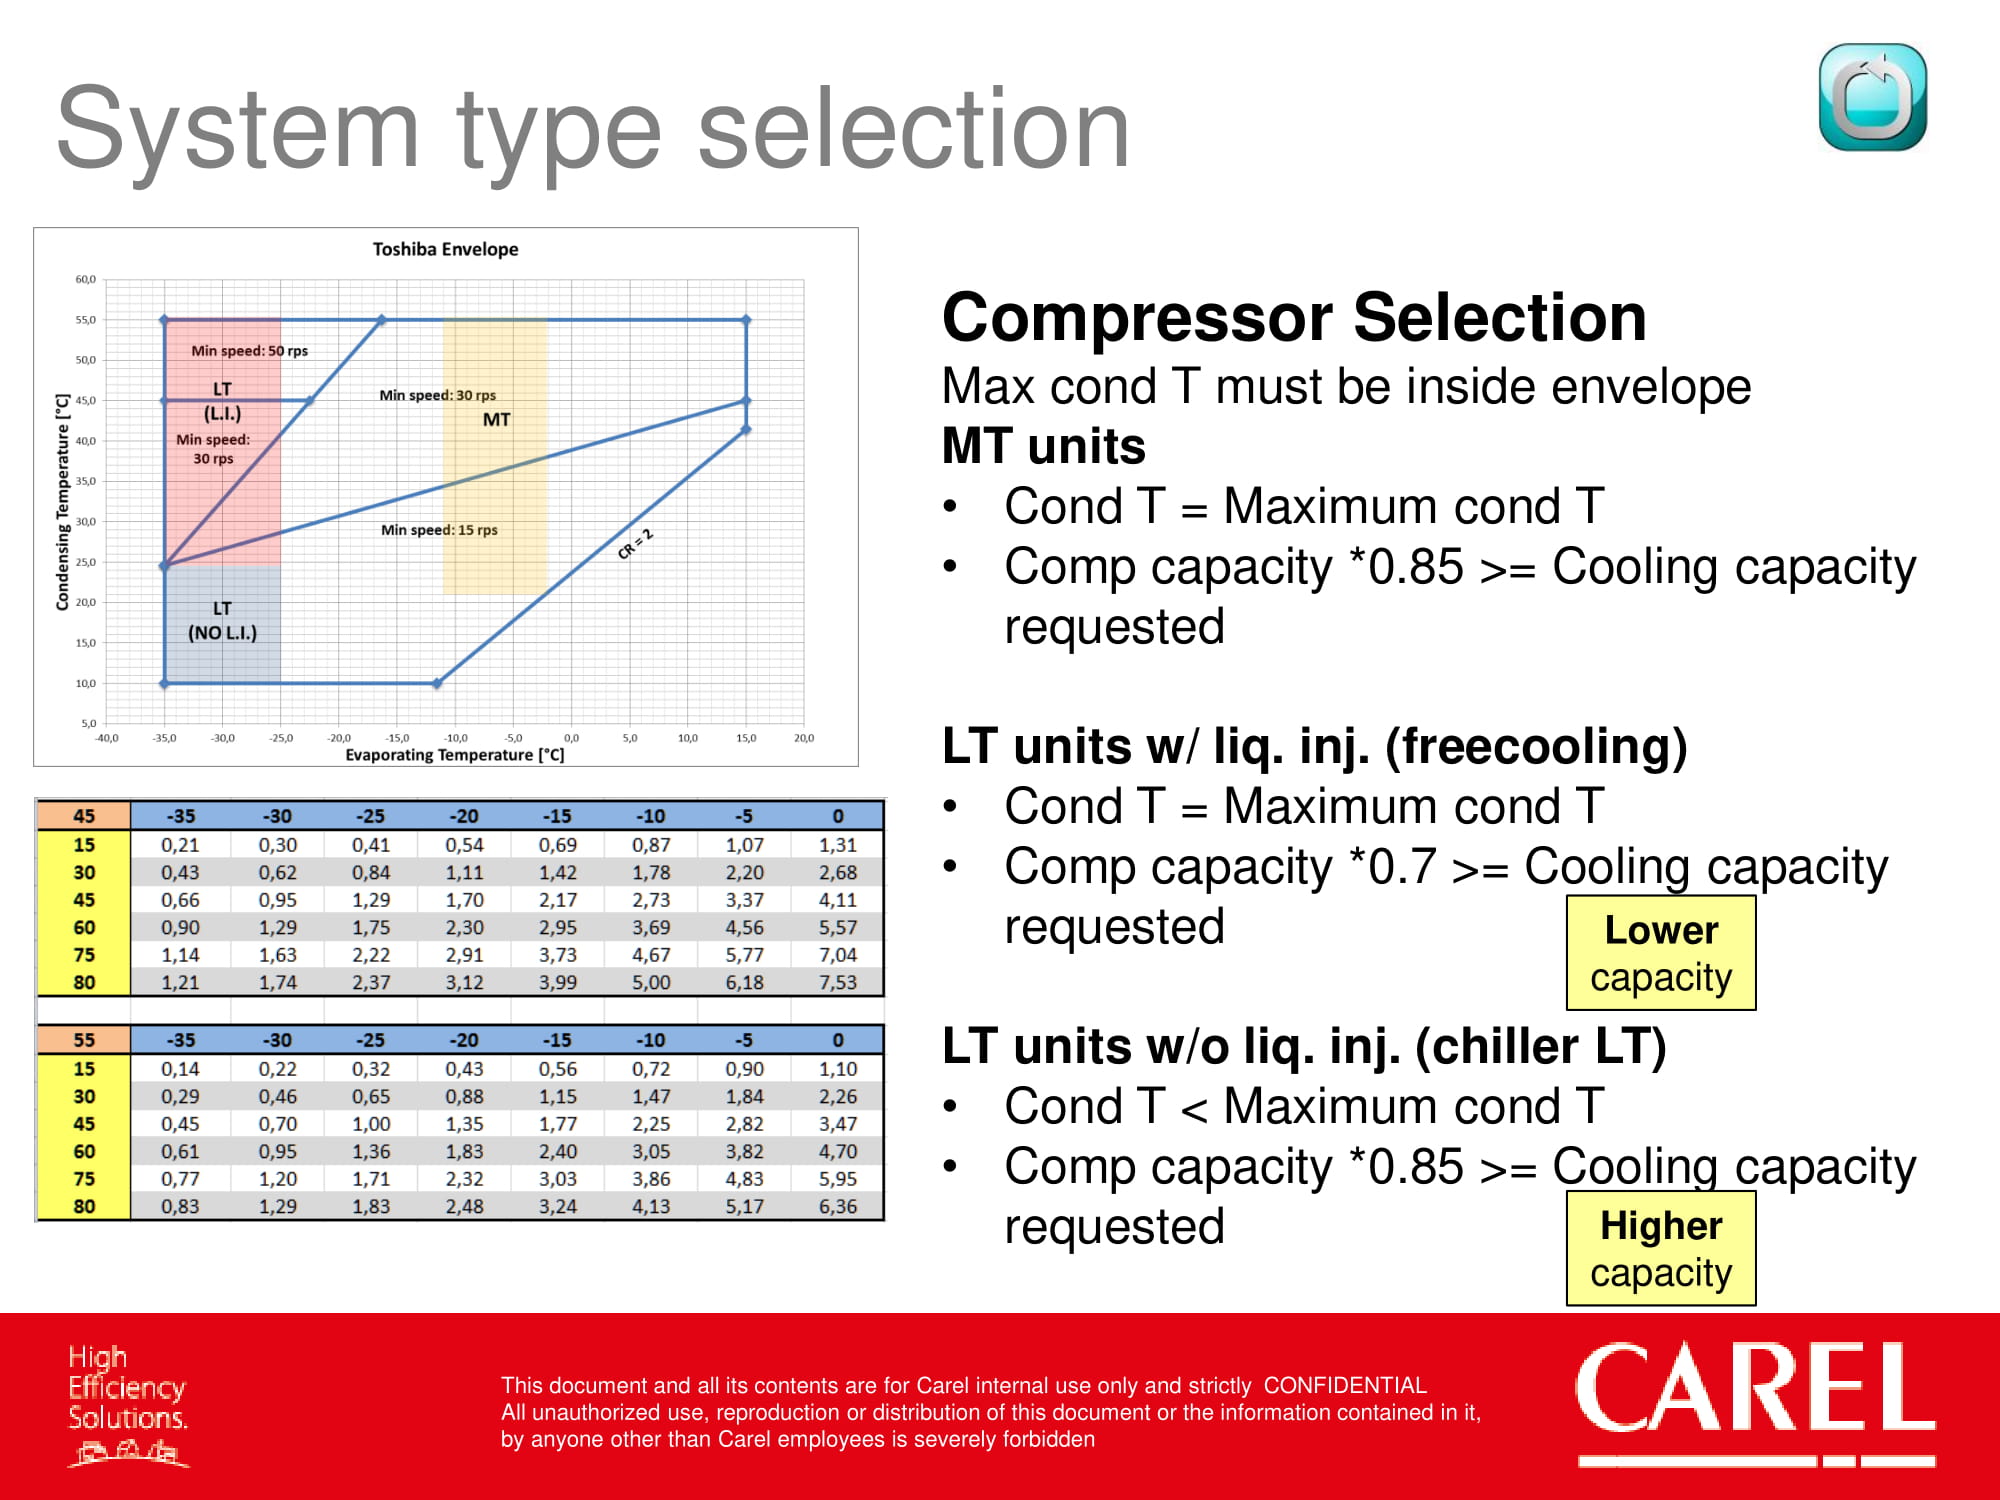 System type selection
Toshiba Envelope
60,0
55,0
50,0
45,0
40,0
35,0
30,0
25,0
20,0
15,0
10,0
5,0
Condensing Temperature [°C]
Min speed: 50 rps
LT
(L.I.)
Min speed:
30 rps
Min speed: 30 rps
MT
Min speed: 15 rps
CR = 2
LT
(NO L.I.)
-40,0 -35,0 -30,0 -25,0 -20,0 -15,0 -10,0 -5,0 0,0 5,0 10,0 15,0 20,0
Evaporating Temperature [°C]
45 -35 -30 -25 -20 -15 -10 -5 0
15 0,21 0,30 0,41 0,54 0,69 0,87 1,07 1,31
30 0,43 0,62 0,84 1,11 1,42 1,78 2,20 2,68
45 0,66 0,95 1,29 1,70 2,17 2,73 3,37 4,11
60 0,90 1,29 1,75 2,30 2,95 3,69 4,56 5,57
75 1,14 1,63 2,22 2,91 3,73 4,67 5,77 7,04
80 1,21 1,74 2,37 3,12 3,99 5,00 6,18 7,53
55 -35 -30 -25 -20 -15 -10 -5 0
15 0,14 0,22 0,32 0,43 0,56 0,72 0,90 1,10
30 0,29 0,46 0,65 0,88 1,15 1,47 1,84 2,26
45 0,45 0,70 1,00 1,35 1,77 2,25 2,82 3,47
60 0,61 0,95 1,36 1,83 2,40 3,05 3,82 4,70
75 0,77 1,20 1,71 2,32 3,03 3,86 4,83 5,95
80 0,83 1,29 1,83 2,48 3,24 4,13 5,17 6,36
Compressor Selection
Max cond T must be inside envelope
MT units
• Cond T = Maximum cond T
• Comp capacity *0.85 >= Cooling capacity
requested
LT units w/ liq. inj. (freecooling)
• Cond T = Maximum cond T
• Comp capacity *0.7 >= Cooling capacity
requested
Lower
capacity
LT units w/o liq. inj. (chiller LT)
• Cond T < Maximum cond T
• Comp capacity *0.85 >= Cooling capacity
requested
Higher
capacity
High
Efficiency
Solutions.
This document and all its contents are for Carel internal use only and strictly CONFIDENTIAL
All unauthorized use, reproduction or distribution of this document or the information contained in it,
by anyone other than Carel employees is severely forbidden
CAREL